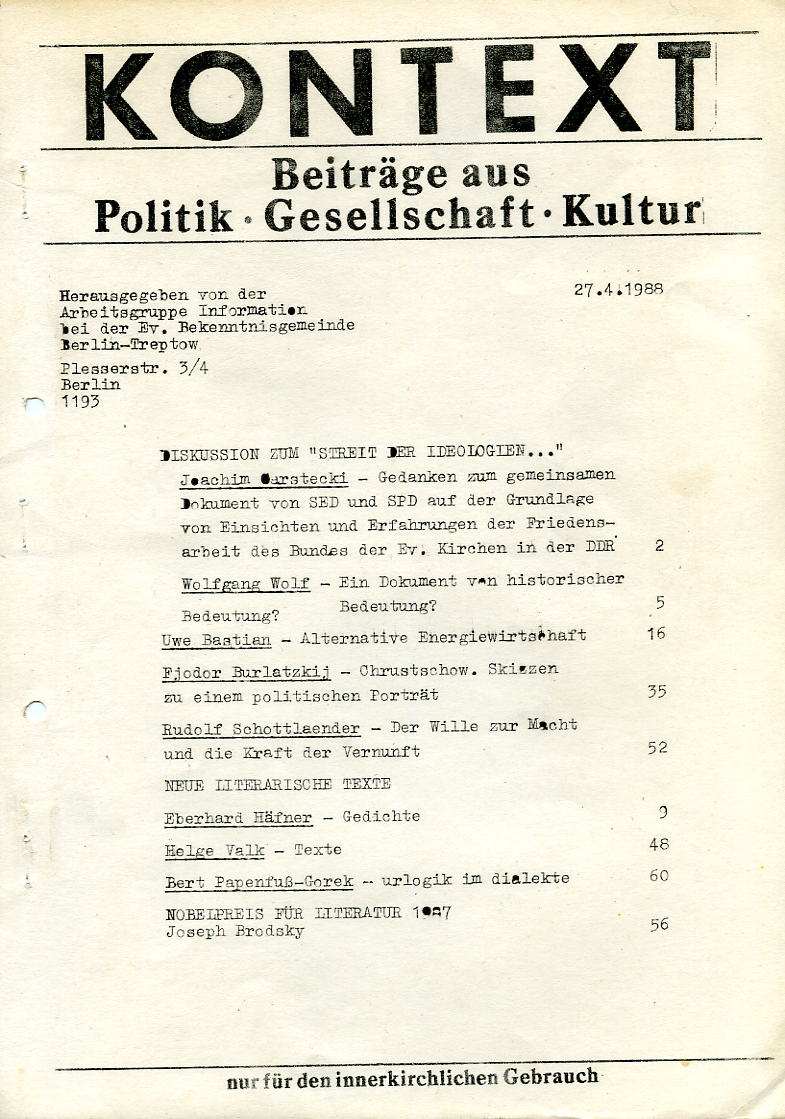 KONTEXT
Beiträge aus
Politik · Gesellschaft · Kultur
27.4.1988
Herausgegeben von der
Arbeitsgruppe Information
bei der Ev. Bekenntnisgemeinde
Berlin-Treptow
Plesserstr. 3/4
Berlin
1193
DISKUSSION ZUM "STREIT DER IDEOLOGIEN..."
Joachim Garstecki - Gedanken zum gemeinsamen
Dokument von SED und SPD auf der Grundlage
von Einsichten und Erfahrungen der Friedens-
arbeit des Bundes der Ev. Kirchen in der DDR 2
Wolfgang Wolf - Ein Dokument von historischer
Bedeutung? Bedeutung? 5
Uwe Bastian - Alternative Energiewirtschaft 16
Fjodor Burlatzkij - Chrustschow. Skizzen
zu einem politischen Porträt 35
Rudolf Schottlaender - Der Wille zur Macht
und die Kraft der Vernunft 52
NEUE LITERARISCHE TEXTE
Eberhard Häfner - Gedichte 9
Helge Valk - Texte 48
Bert Papenfuß-Gorek - urlogik im dialekte 60
NOBELPREIS FÜR LITERATUR 1987
Joseph Brodsky 56
nur für den innerkirchlichen Gebrauch